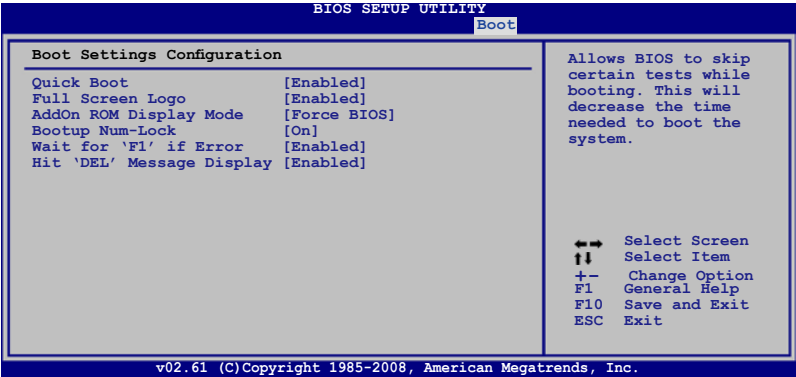 BIOS SETUP UTILITY
Boot
Boot Settings Configuration
Quick Boot [Enabled]
Full Screen Logo [Enabled]
AddOn ROM Display Mode [Force BIOS]
Bootup Num-Lock [On]
Wait for ‘F1’ if Error [Enabled]
Hit ‘DEL’ Message Display [Enabled]
Allows BIOS to skip
certain tests while
booting. This will
decrease the time
needed to boot the
system.
←→ Select Screen
↑↓ Select Item
+- Change Option
F1 General Help
F10 Save and Exit
ESC Exit
v02.61 (C)Copyright 1985-2008, American Megatrends, Inc.